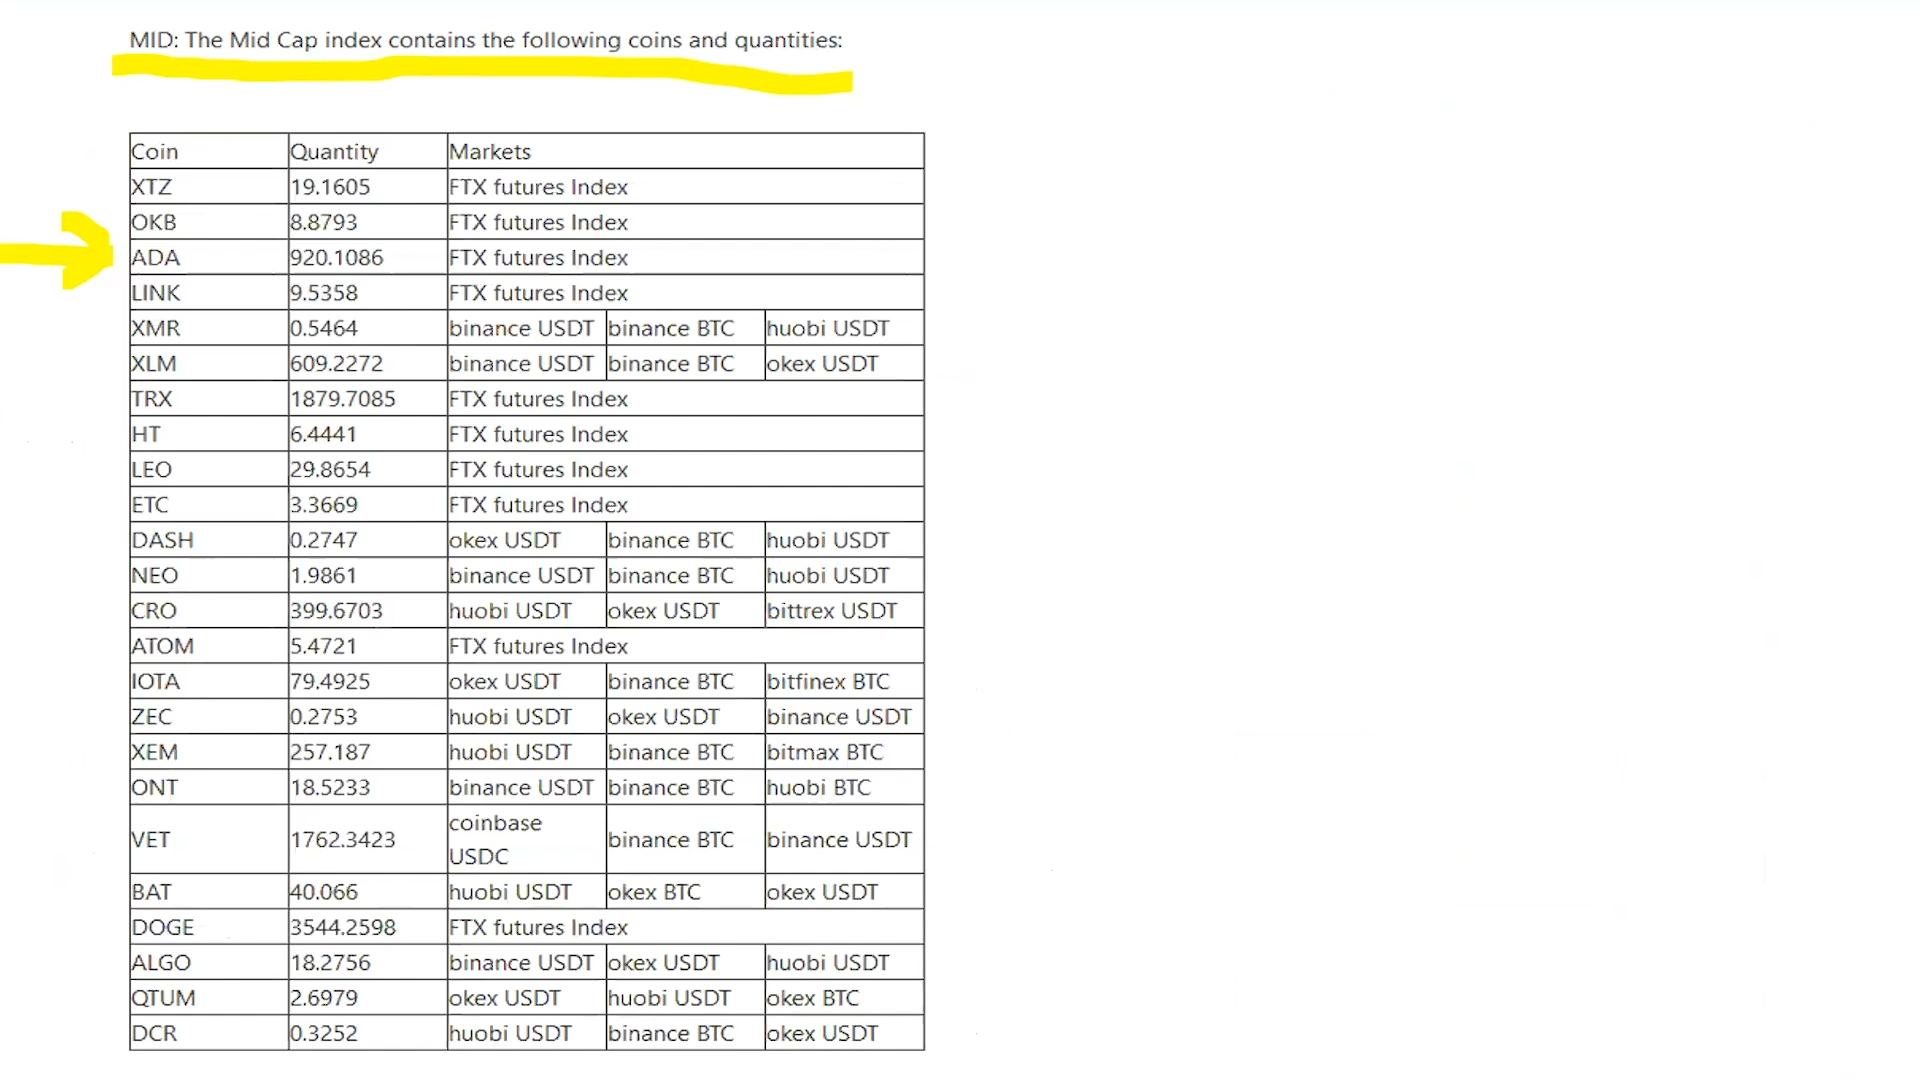 MID: The Mid Cap index contains the following coins and quantities:
Coin Quantity Markets
XTZ 19.1605 FTX futures Index
OKB 8.8793 FTX futures Index
ADA 920.1086 FTX futures Index
LINK 9.5358 FTX futures Index
XMR 0.5464 binance USDT binance BTC huobi USDT
XLM 609.2272 binance USDT binance BTC okex USDT
TRX 1879.7085 FTX futures Index
HT 6.4441 FTX futures Index
LEO 29.8654 FTX futures Index
ETC 3.3669 FTX futures Index
DASH 0.2747 okex USDT binance BTC huobi USDT
NEO 1.9861 binance USDT binance BTC huobi USDT
CRO 399.6703 huobi USDT okex USDT bittrex USDT
ATOM 5.4721 FTX futures Index
IOTA 79.4925 okex USDT binance BTC bitfinex BTC
ZEC 0.2753 huobi USDT okex USDT binance USDT
XEM 257.187 huobi USDT binance BTC bitmax BTC
ONT 18.5233 binance USDT binance BTC huobi BTC
VET 1762.3423 coinbase USDC binance BTC binance USDT
BAT 40.066 huobi USDT okex BTC okex USDT
DOGE 3544.2598 FTX futures Index
ALGO 18.2756 binance USDT okex USDT huobi USDT
QTUM 2.6979 okex USDT huobi USDT okex BTC
DCR 0.3252 huobi USDT binance BTC okex USDT